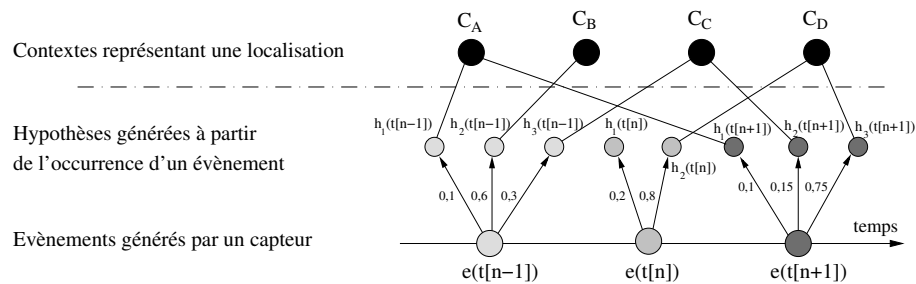 C_A C_B C_C C_D
Contextes représentant une localisation
h_1(t[n−1]) h_2(t[n−1]) h_3(t[n−1]) h_1(t[n]) h_2(t[n]) h_1(t[n+1]) h_2(t[n+1]) h_3(t[n+1])
Hypothèses générées à partir
de l'occurrence d'un évènement
0,1 0,6 0,3 0,2 0,8 0,1 0,15 0,75
Evènements générés par un capteur
temps
e(t[n−1]) e(t[n]) e(t[n+1])